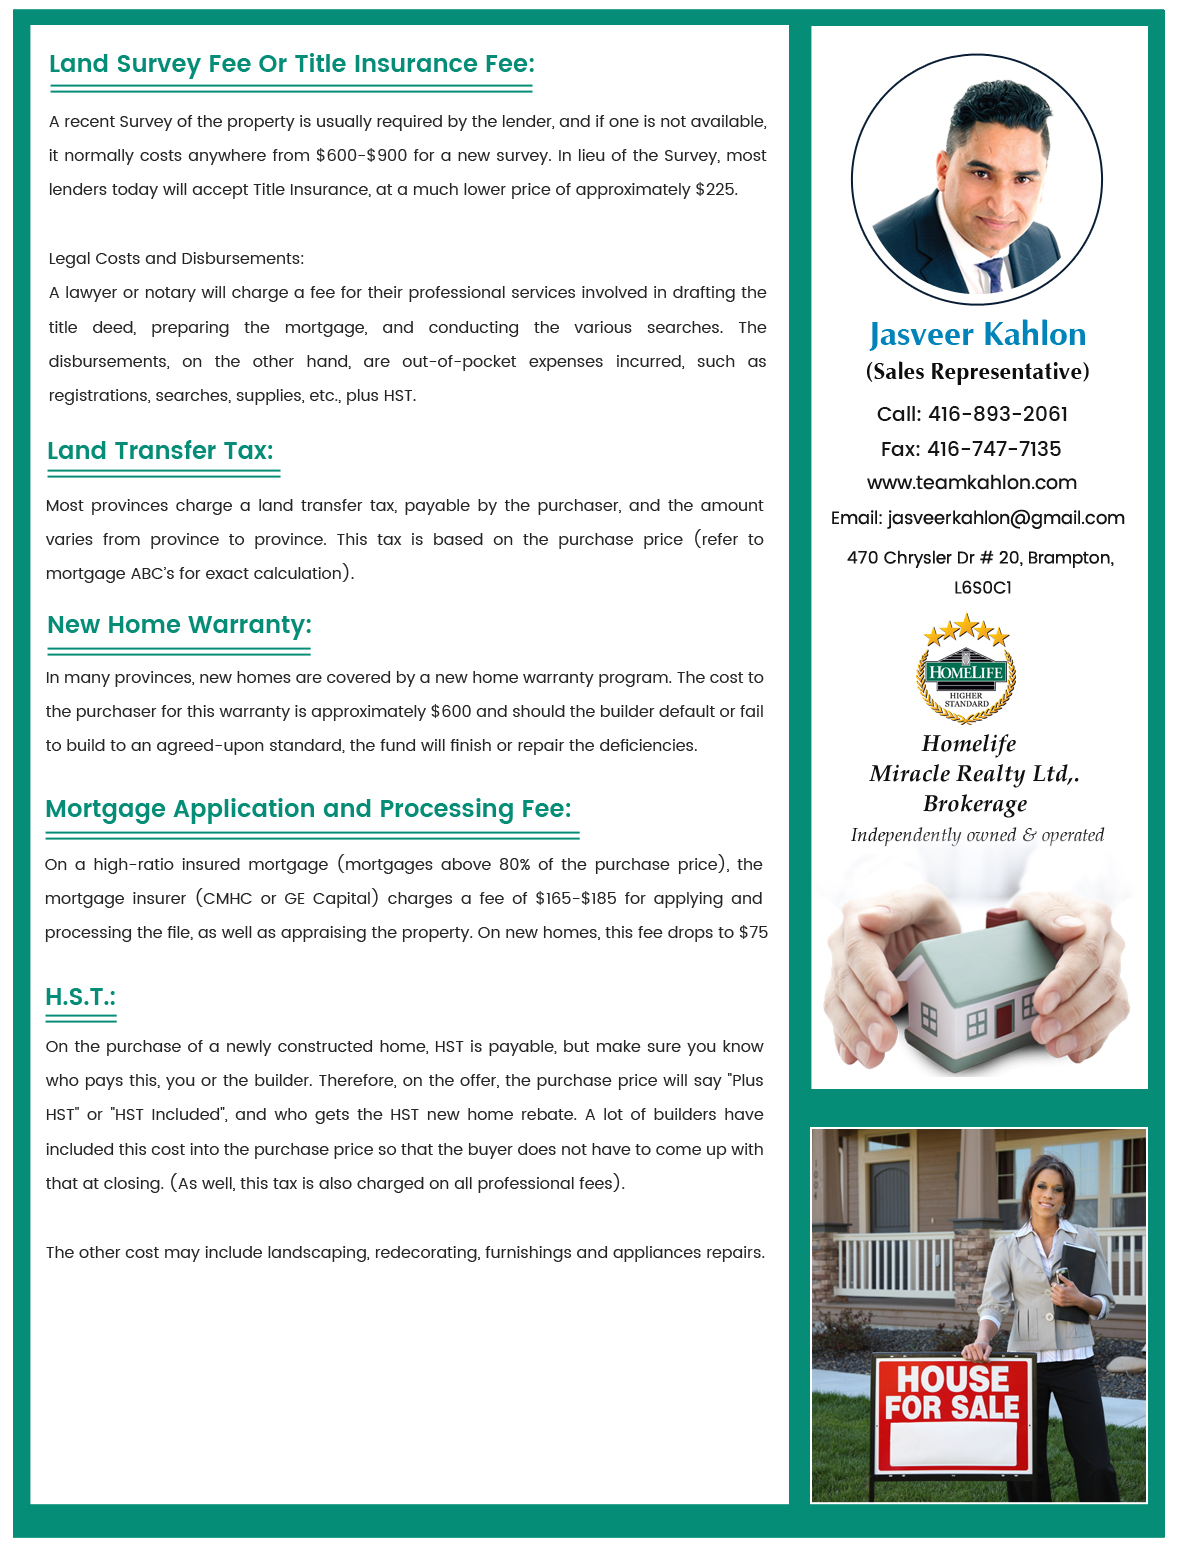 Land Survey Fee Or Title Insurance Fee:
A recent Survey of the property is usually required by the lender, and if one is not available,
it normally costs anywhere from $600-$900 for a new survey. In lieu of the Survey, most
lenders today will accept Title Insurance, at a much lower price of approximately $225.
Legal Costs and Disbursements:
A lawyer or notary will charge a fee for their professional services involved in drafting the
title deed, preparing the mortgage, and conducting the various searches. The
disbursements, on the other hand, are out-of-pocket expenses incurred, such as
registrations, searches, supplies, etc., plus HST.
Land Transfer Tax:
Most provinces charge a land transfer tax, payable by the purchaser, and the amount
varies from province to province. This tax is based on the purchase price (refer to
mortgage ABC's for exact calculation).
New Home Warranty:
In many provinces, new homes are covered by a new home warranty program. The cost to
the purchaser for this warranty is approximately $600 and should the builder default or fail
to build to an agreed-upon standard, the fund will finish or repair the deficiencies.
Mortgage Application and Processing Fee:
On a high-ratio insured mortgage (mortgages above 80% of the purchase price), the
mortgage insurer (CMHC or GE Capital) charges a fee of $165-$185 for applying and
processing the file, as well as appraising the property. On new homes, this fee drops to $75
H.S.T.:
On the purchase of a newly constructed home, HST is payable, but make sure you know
who pays this, you or the builder. Therefore, on the offer, the purchase price will say "Plus
HST" or "HST Included", and who gets the HST new home rebate. A lot of builders have
included this cost into the purchase price so that the buyer does not have to come up with
that at closing. (As well, this tax is also charged on all professional fees).
The other cost may include landscaping, redecorating, furnishings and appliances repairs.
Jasveer Kahlon
(Sales Representative)
Call: 416-893-2061
Fax: 416-747-7135
www.teamkahlon.com
Email: jasveerkahlon@gmail.com
470 Chrysler Dr # 20, Brampton,
L6S0C1
HOMELIFE
HIGHER
STANDARD
Homelife
Miracle Realty Ltd,.
Brokerage
Independently owned & operated
1004
HOUSE
FOR SALE